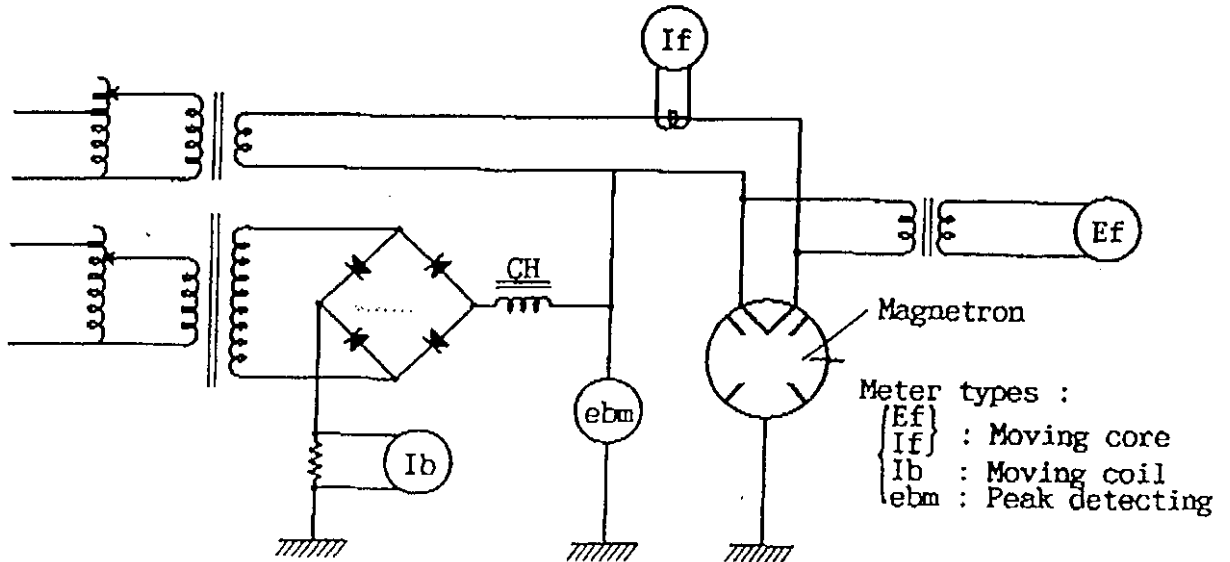 If
Ef
CH
Magnetron
ebm
Ib
Meter types :
Ef
If : Moving core
Ib : Moving coil
ebm : Peak detecting